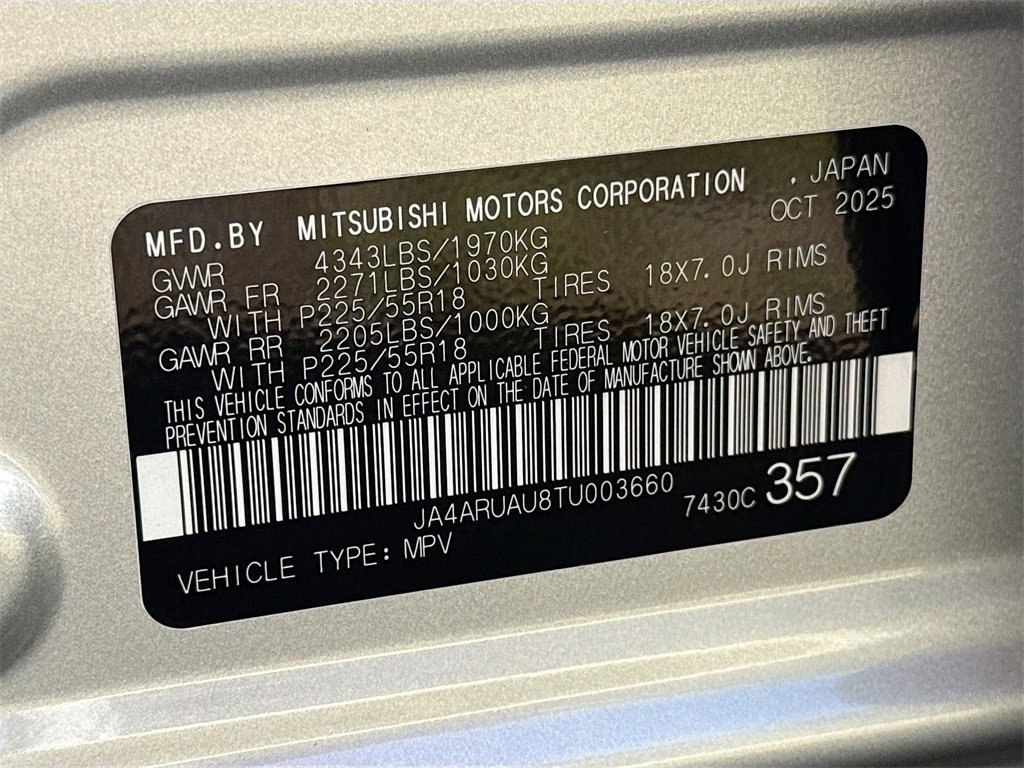 MFD.BY MITSUBISHI MOTORS CORPORATION , JAPAN
GWWR 4343LBS/1970KG OCT 2025
GAWR FR 2271LBS/1030KG
WITH P225/55R18 TIRES 18X7.0J RIMS
GAWR RR 2205LBS/1000KG
WITH P225/55R18 TIRES 18X7.0J RIMS
THIS VEHICLE CONFORMS TO ALL APPLICABLE FEDERAL MOTOR VEHICLE SAFETY AND THEFT
PREVENTION STANDARDS IN EFFECT ON THE DATE OF MANUFACTURE SHOWN ABOVE.
JA4ARUAU8TU003660 7430C 357
VEHICLE TYPE: MPV